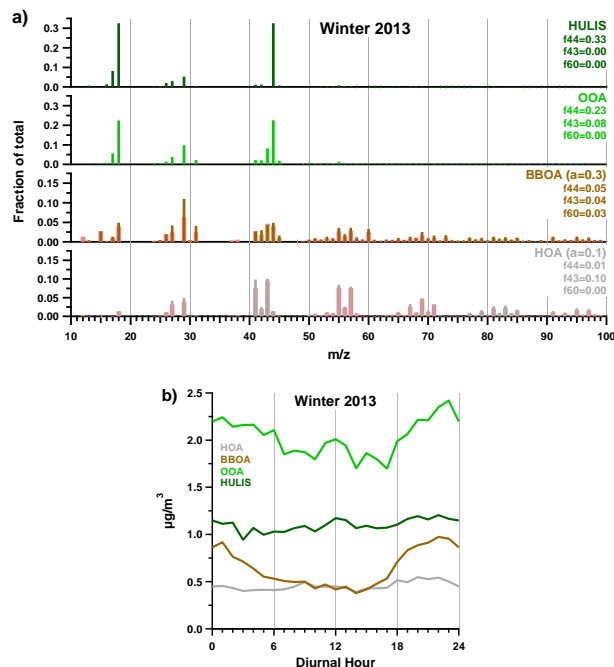 a)
Winter 2013
0.3
0.2
0.1
0.0
HULIS
f44=0.33
f43=0.00
f60=0.00
0.3
0.2
0.1
0.0
OOA
f44=0.23
f43=0.08
f60=0.00
Fraction of total
0.15
0.10
0.05
0.00
BBOA (a=0.3)
f44=0.05
f43=0.04
f60=0.03
0.15
0.10
0.05
0.00
HOA (a=0.1)
f44=0.01
f43=0.10
f60=0.00
10 20 30 40 50 60 70 80 90 100
m/z
b)
Winter 2013
2.5
2.0
1.5
1.0
0.5
0.0
µg/m³
HOA
BBOA
OOA
HULIS
0 6 12 18 24
Diurnal Hour